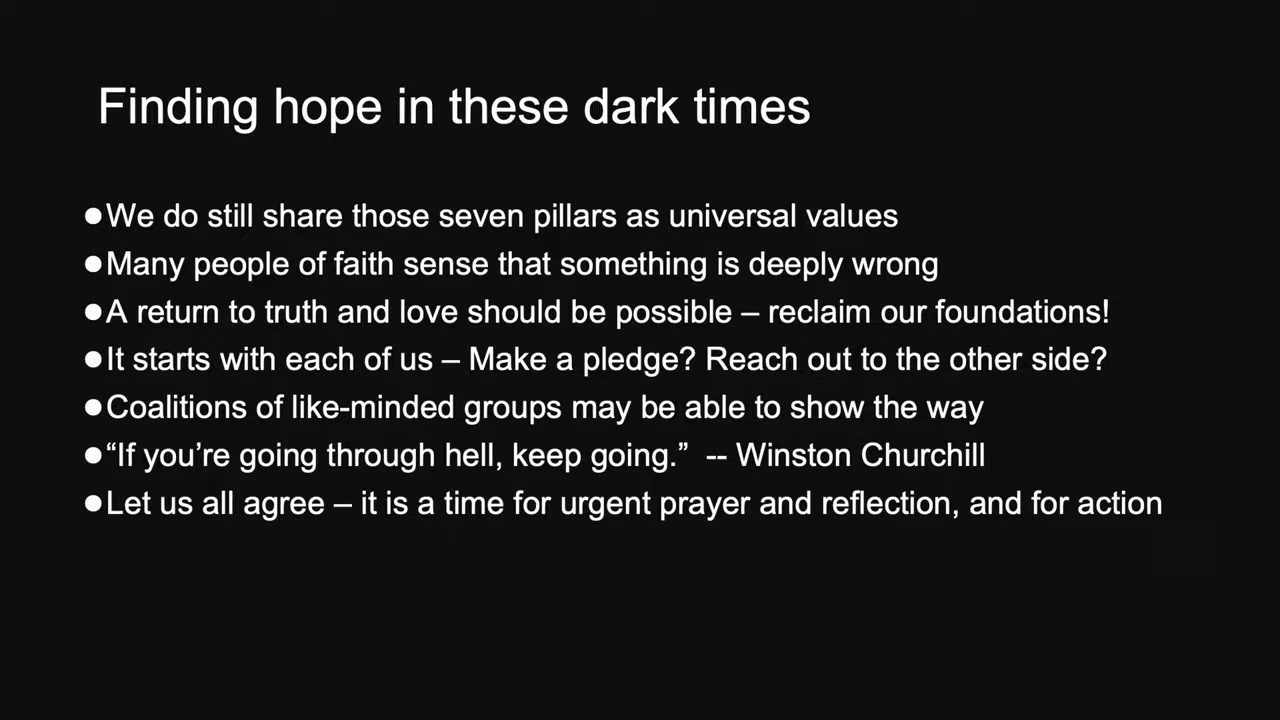 Finding hope in these dark times
●We do still share those seven pillars as universal values
●Many people of faith sense that something is deeply wrong
●A return to truth and love should be possible – reclaim our foundations!
●It starts with each of us – Make a pledge? Reach out to the other side?
●Coalitions of like-minded groups may be able to show the way
●“If you’re going through hell, keep going.”  -- Winston Churchill
●Let us all agree – it is a time for urgent prayer and reflection, and for action